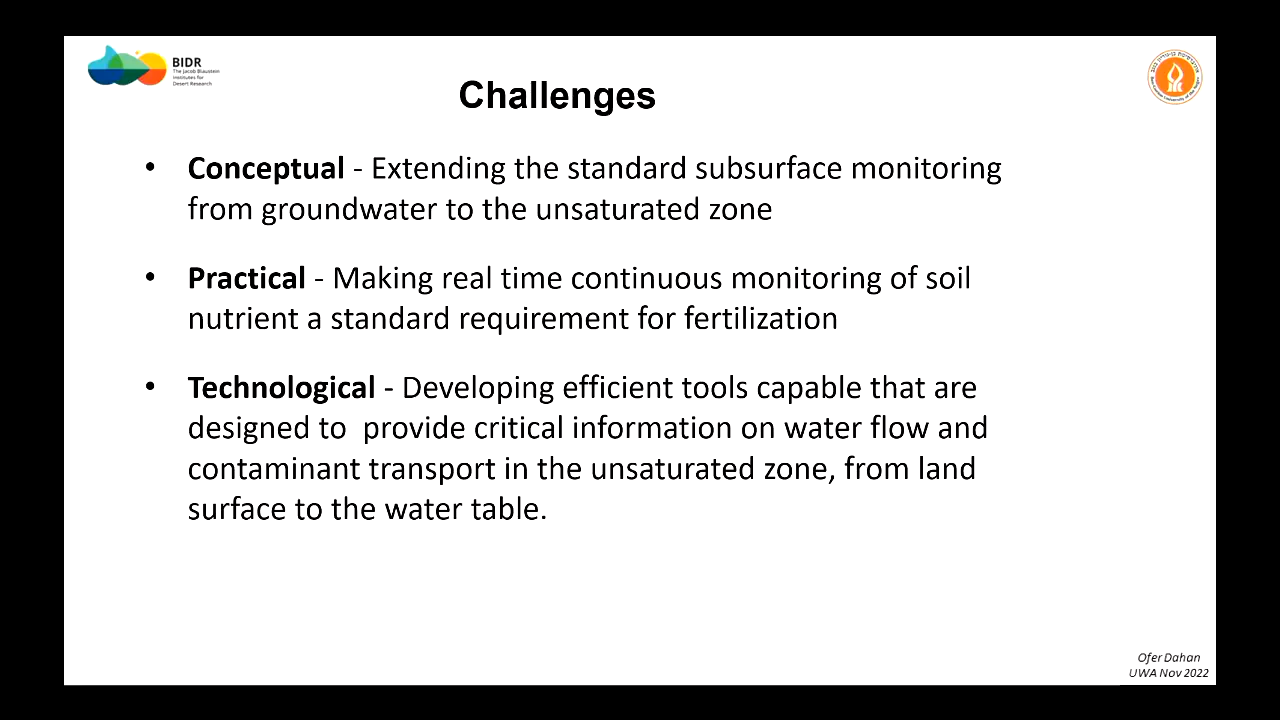 BIDR
The Jacob Blaustein
Institutes for
Desert Research
Challenges
• Conceptual - Extending the standard subsurface monitoring
from groundwater to the unsaturated zone
• Practical - Making real time continuous monitoring of soil
nutrient a standard requirement for fertilization
• Technological - Developing efficient tools capable that are
designed to  provide critical information on water flow and
contaminant transport in the unsaturated zone, from land
surface to the water table.
Ofer Dahan
UWA Nov 2022